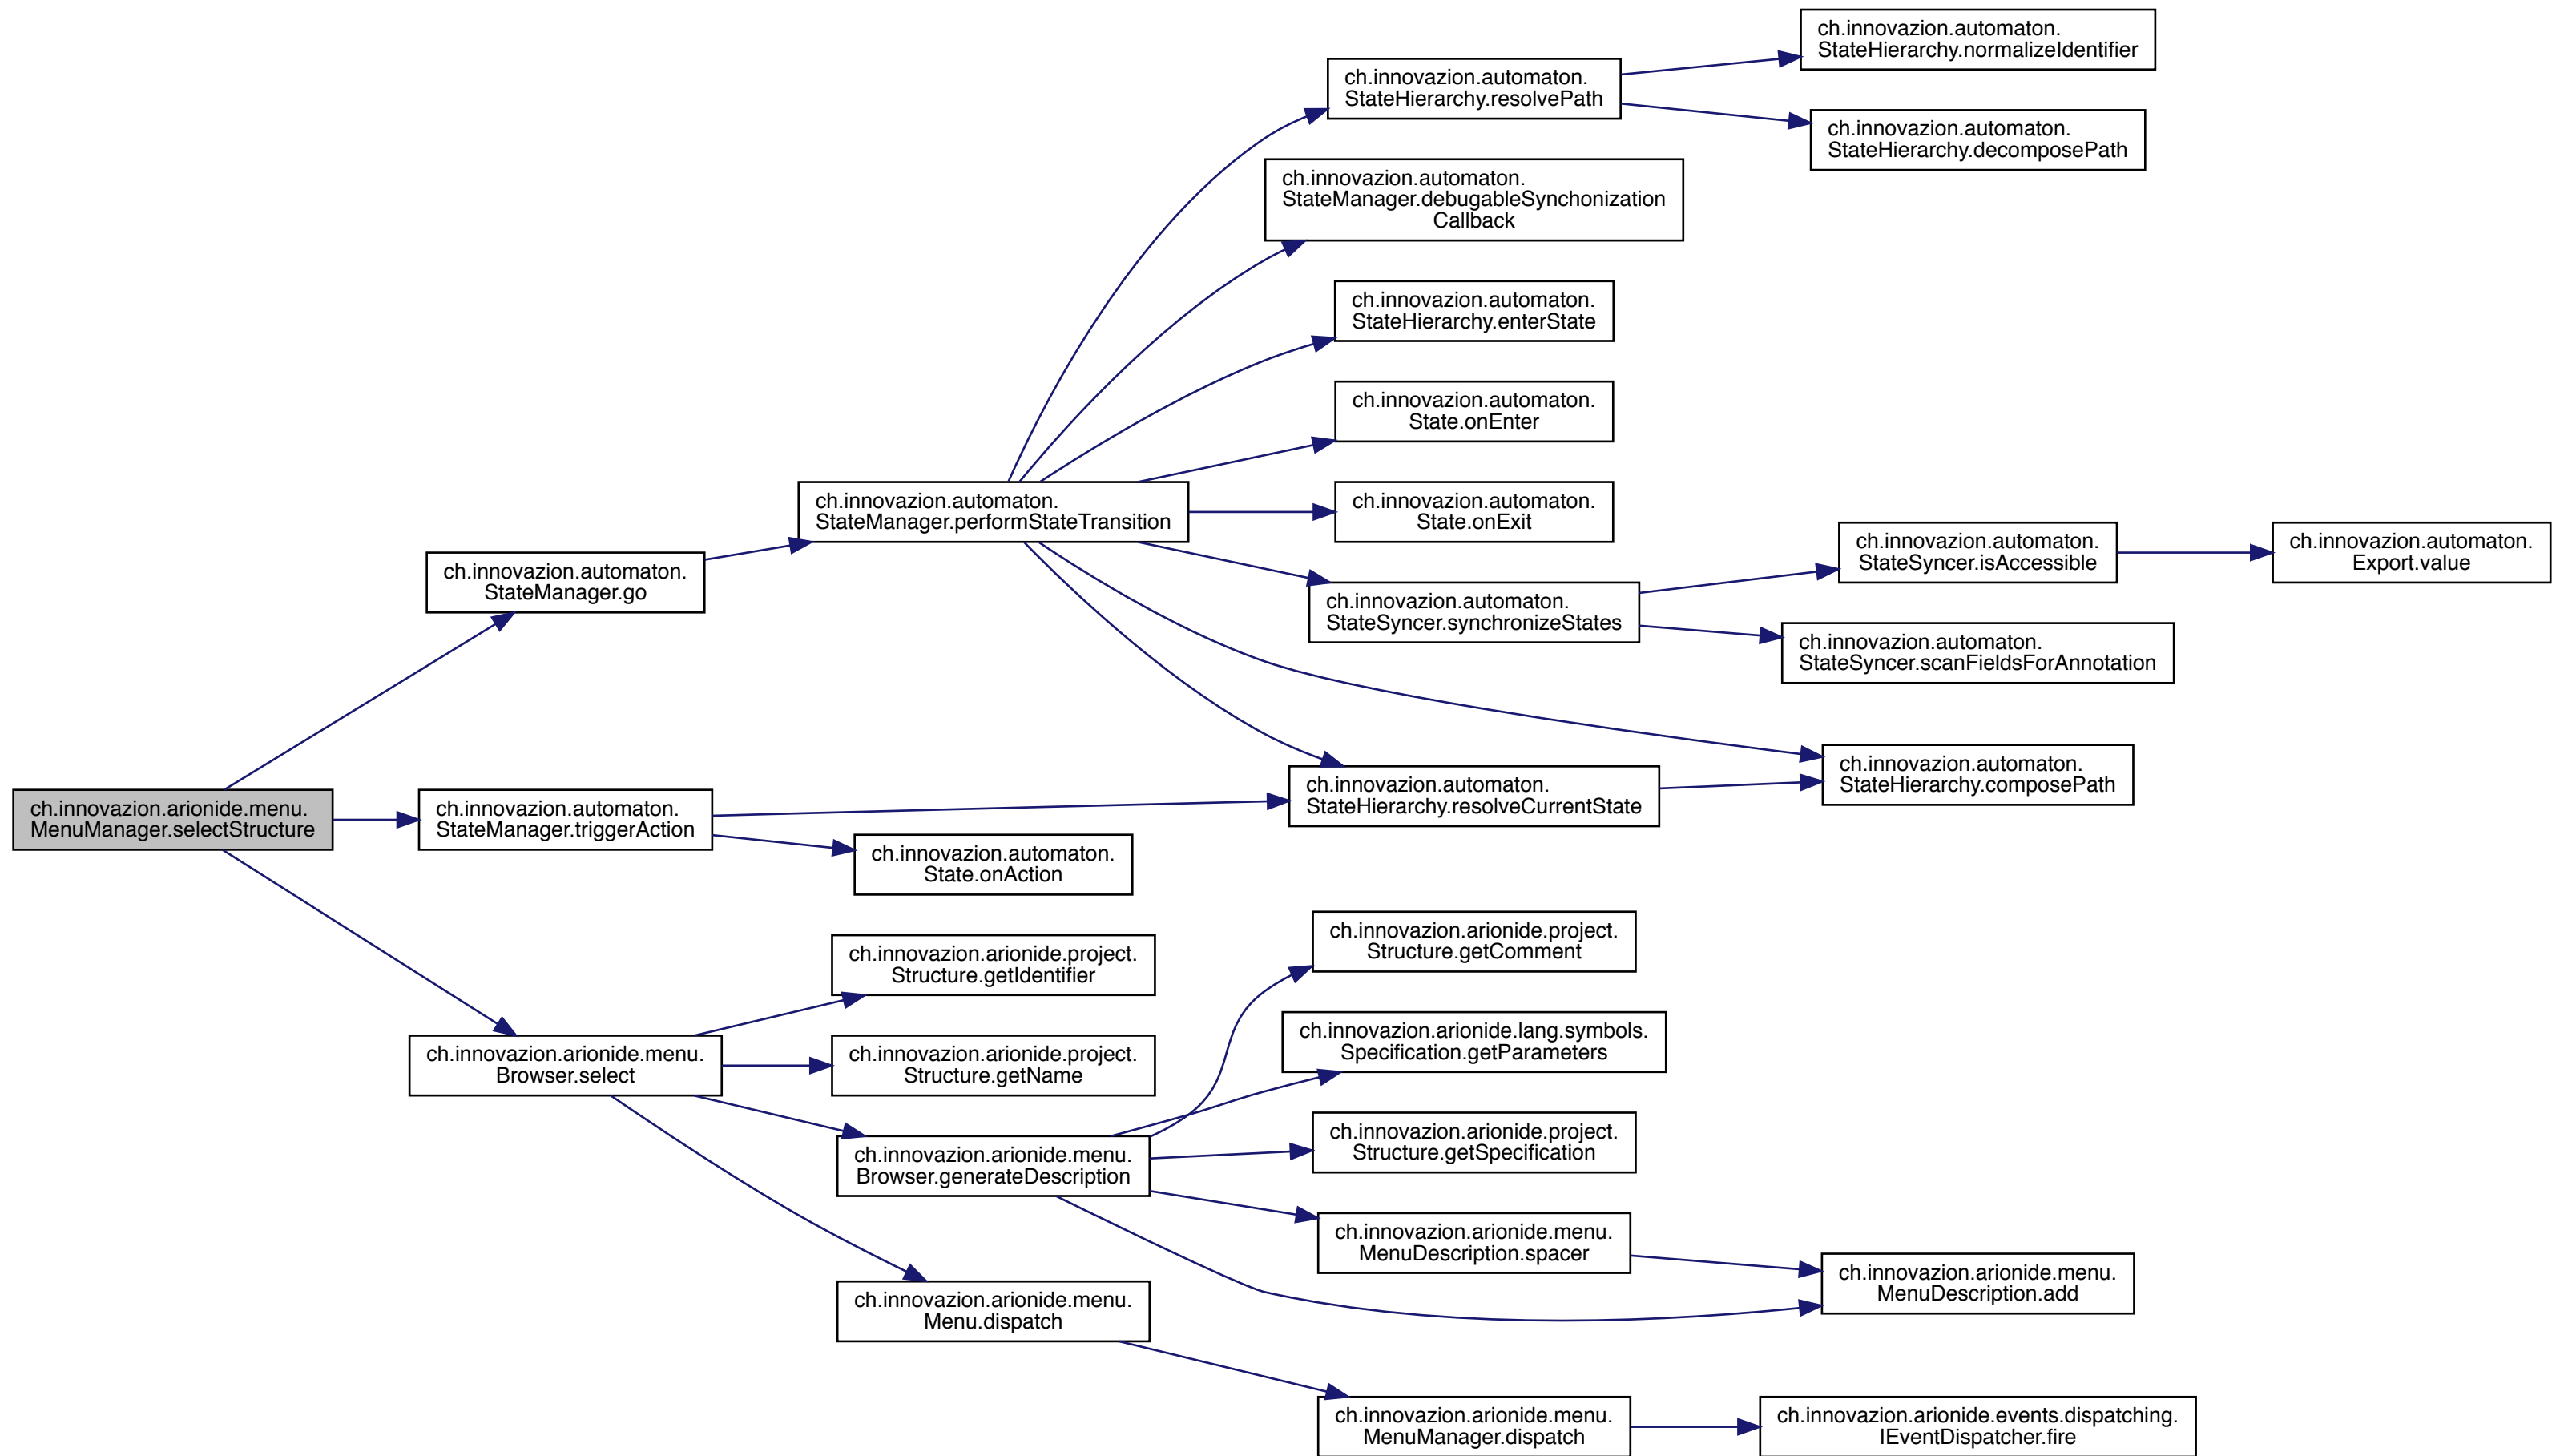 ch.innovazion.automaton.
StateHierarchy.normalizeIdentifier
ch.innovazion.automaton.
StateHierarchy.resolvePath
ch.innovazion.automaton.
StateHierarchy.decomposePath
ch.innovazion.automaton.
StateManager.debugableSynchonization
Callback
ch.innovazion.automaton.
StateHierarchy.enterState
ch.innovazion.automaton.
State.onEnter
ch.innovazion.automaton.
StateManager.performStateTransition
ch.innovazion.automaton.
State.onExit
ch.innovazion.automaton.
StateSyncer.isAccessible
ch.innovazion.automaton.
Export.value
ch.innovazion.automaton.
StateManager.go
ch.innovazion.automaton.
StateSyncer.synchronizeStates
ch.innovazion.automaton.
StateSyncer.scanFieldsForAnnotation
ch.innovazion.automaton.
StateHierarchy.composePath
ch.innovazion.automaton.
StateHierarchy.resolveCurrentState
ch.innovazion.arionide.menu.
MenuManager.selectStructure
ch.innovazion.automaton.
StateManager.triggerAction
ch.innovazion.automaton.
State.onAction
ch.innovazion.arionide.project.
Structure.getComment
ch.innovazion.arionide.project.
Structure.getIdentifier
ch.innovazion.arionide.lang.symbols.
Specification.getParameters
ch.innovazion.arionide.menu.
Browser.select
ch.innovazion.arionide.project.
Structure.getName
ch.innovazion.arionide.project.
Structure.getSpecification
ch.innovazion.arionide.menu.
Browser.generateDescription
ch.innovazion.arionide.menu.
MenuDescription.spacer
ch.innovazion.arionide.menu.
MenuDescription.add
ch.innovazion.arionide.menu.
Menu.dispatch
ch.innovazion.arionide.menu.
MenuManager.dispatch
ch.innovazion.arionide.events.dispatching.
IEventDispatcher.fire